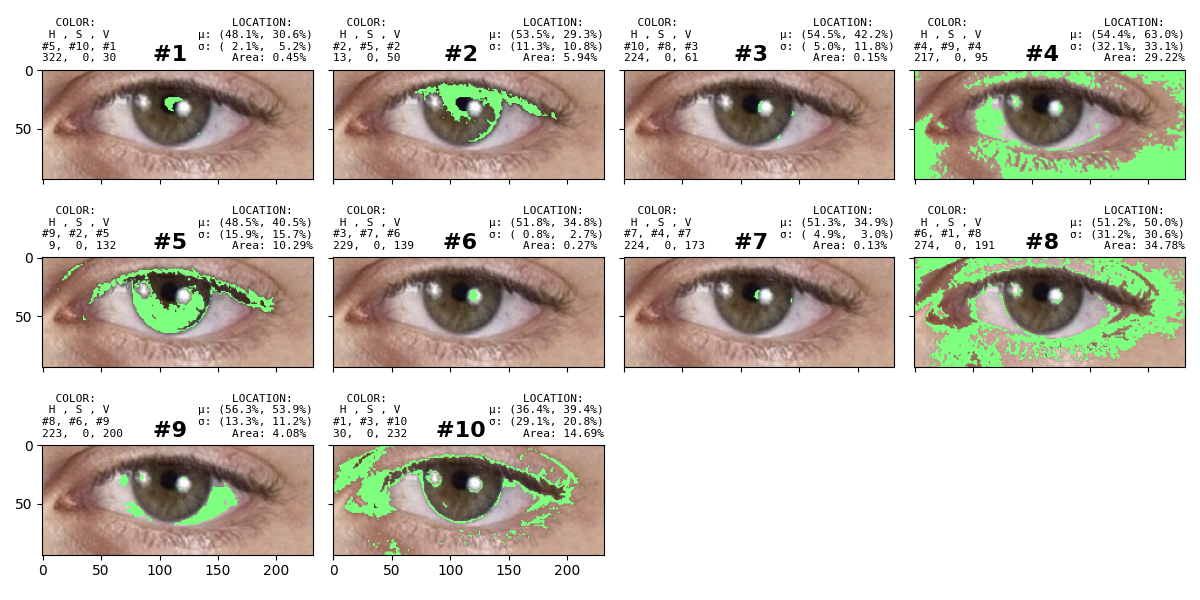 COLOR: LOCATION:
H , S , V μ: (48.1%, 30.6%)
#5, #10, #1 σ: ( 2.1%, 5.2%)
322, 0, 30 #1 Area: 0.45%
COLOR: LOCATION:
H , S , V μ: (53.5%, 29.3%)
#2, #5, #2 σ: (11.3%, 10.8%)
13, 0, 50 #2 Area: 5.94%
COLOR: LOCATION:
H , S , V μ: (54.5%, 42.2%)
#10, #8, #3 σ: ( 5.0%, 11.8%)
224, 0, 61 #3 Area: 0.15%
COLOR: LOCATION:
H , S , V μ: (54.4%, 63.0%)
#4, #9, #4 σ: (32.1%, 33.1%)
217, 0, 95 #4 Area: 29.22%
0
50
COLOR: LOCATION:
H , S , V μ: (48.5%, 40.5%)
#9, #2, #5 σ: (15.9%, 15.7%)
9, 0, 132 #5 Area: 10.29%
COLOR: LOCATION:
H , S , V μ: (51.8%, 34.8%)
#3, #7, #6 σ: ( 0.8%, 2.7%)
229, 0, 139 #6 Area: 0.27%
COLOR: LOCATION:
H , S , V μ: (51.3%, 34.9%)
#7, #4, #7 σ: ( 4.9%, 3.0%)
224, 0, 173 #7 Area: 0.13%
COLOR: LOCATION:
H , S , V μ: (51.2%, 50.0%)
#6, #1, #8 σ: (31.2%, 30.6%)
274, 0, 191 #8 Area: 34.78%
0
50
COLOR: LOCATION:
H , S , V μ: (56.3%, 53.9%)
#8, #6, #9 σ: (13.3%, 11.2%)
223, 0, 200 #9 Area: 4.08%
COLOR: LOCATION:
H , S , V μ: (36.4%, 39.4%)
#1, #3, #10 σ: (29.1%, 20.8%)
30, 0, 232 #10 Area: 14.69%
0
50
0 50 100 150 200
0 50 100 150 200